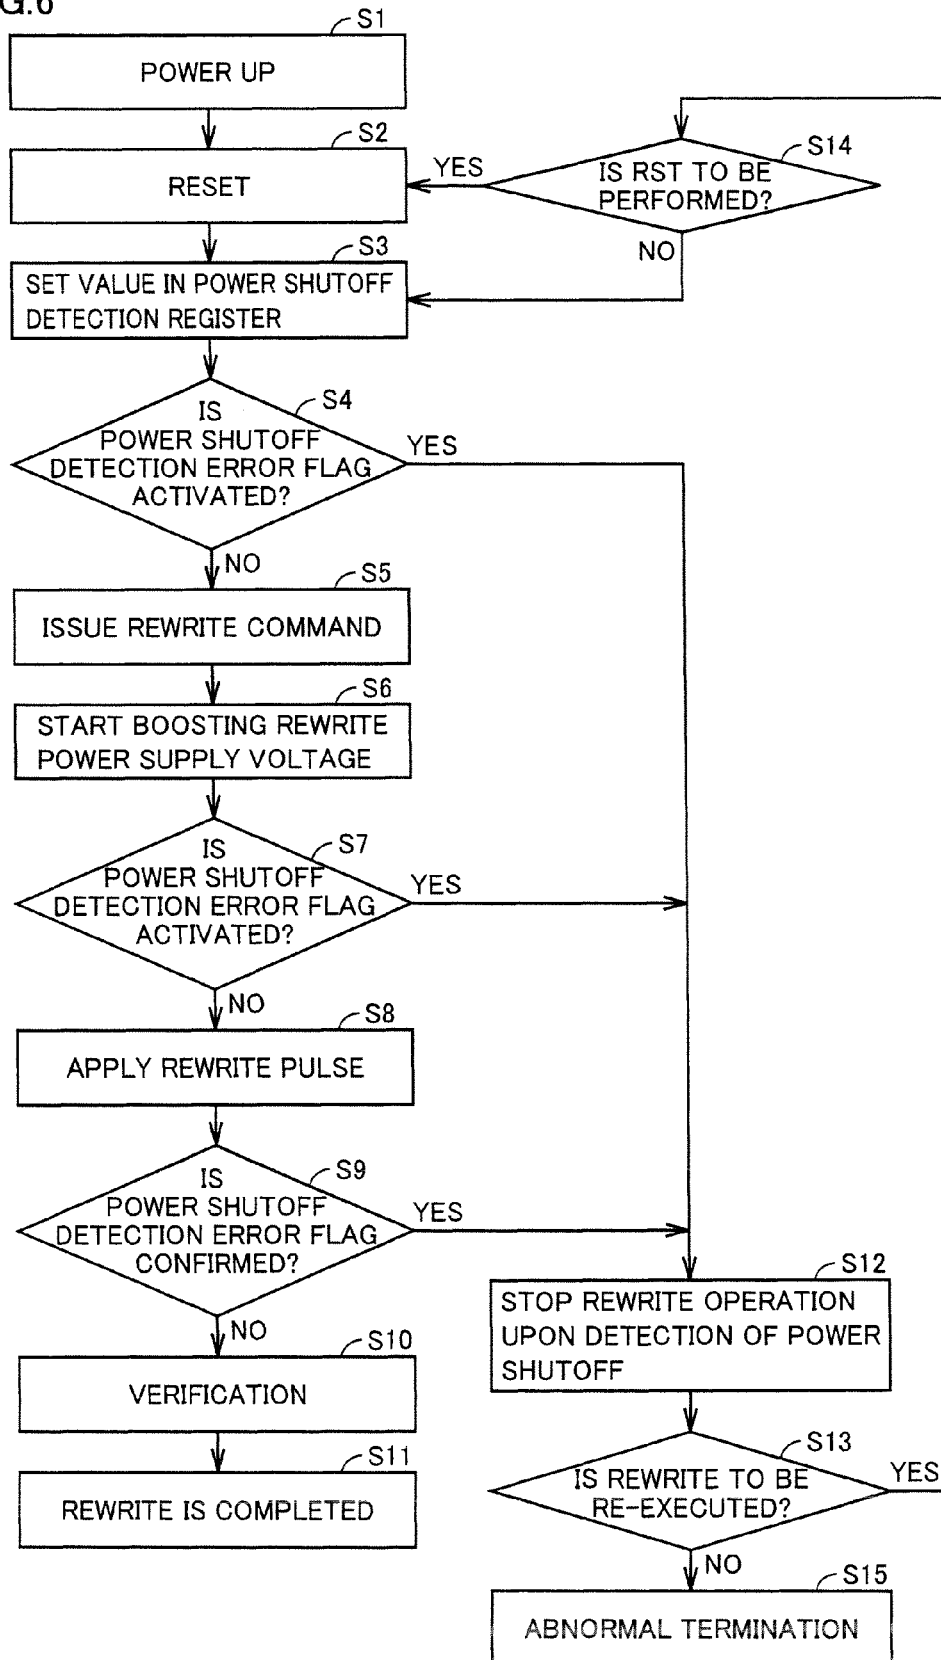 G.6
S1
POWER UP
S2
RESET
YES
S14
IS RST TO BE
PERFORMED?
NO
S3
SET VALUE IN POWER SHUTOFF
DETECTION REGISTER
S4
IS
POWER SHUTOFF
DETECTION ERROR FLAG
ACTIVATED?
YES
NO
S5
ISSUE REWRITE COMMAND
S6
START BOOSTING REWRITE
POWER SUPPLY VOLTAGE
S7
IS
POWER SHUTOFF
DETECTION ERROR FLAG
ACTIVATED?
YES
NO
S8
APPLY REWRITE PULSE
S9
IS
POWER SHUTOFF
DETECTION ERROR FLAG
CONFIRMED?
YES
NO
S10
VERIFICATION
S11
REWRITE IS COMPLETED
S12
STOP REWRITE OPERATION
UPON DETECTION OF POWER
SHUTOFF
S13
IS REWRITE TO BE
RE-EXECUTED?
YES
NO
S15
ABNORMAL TERMINATION